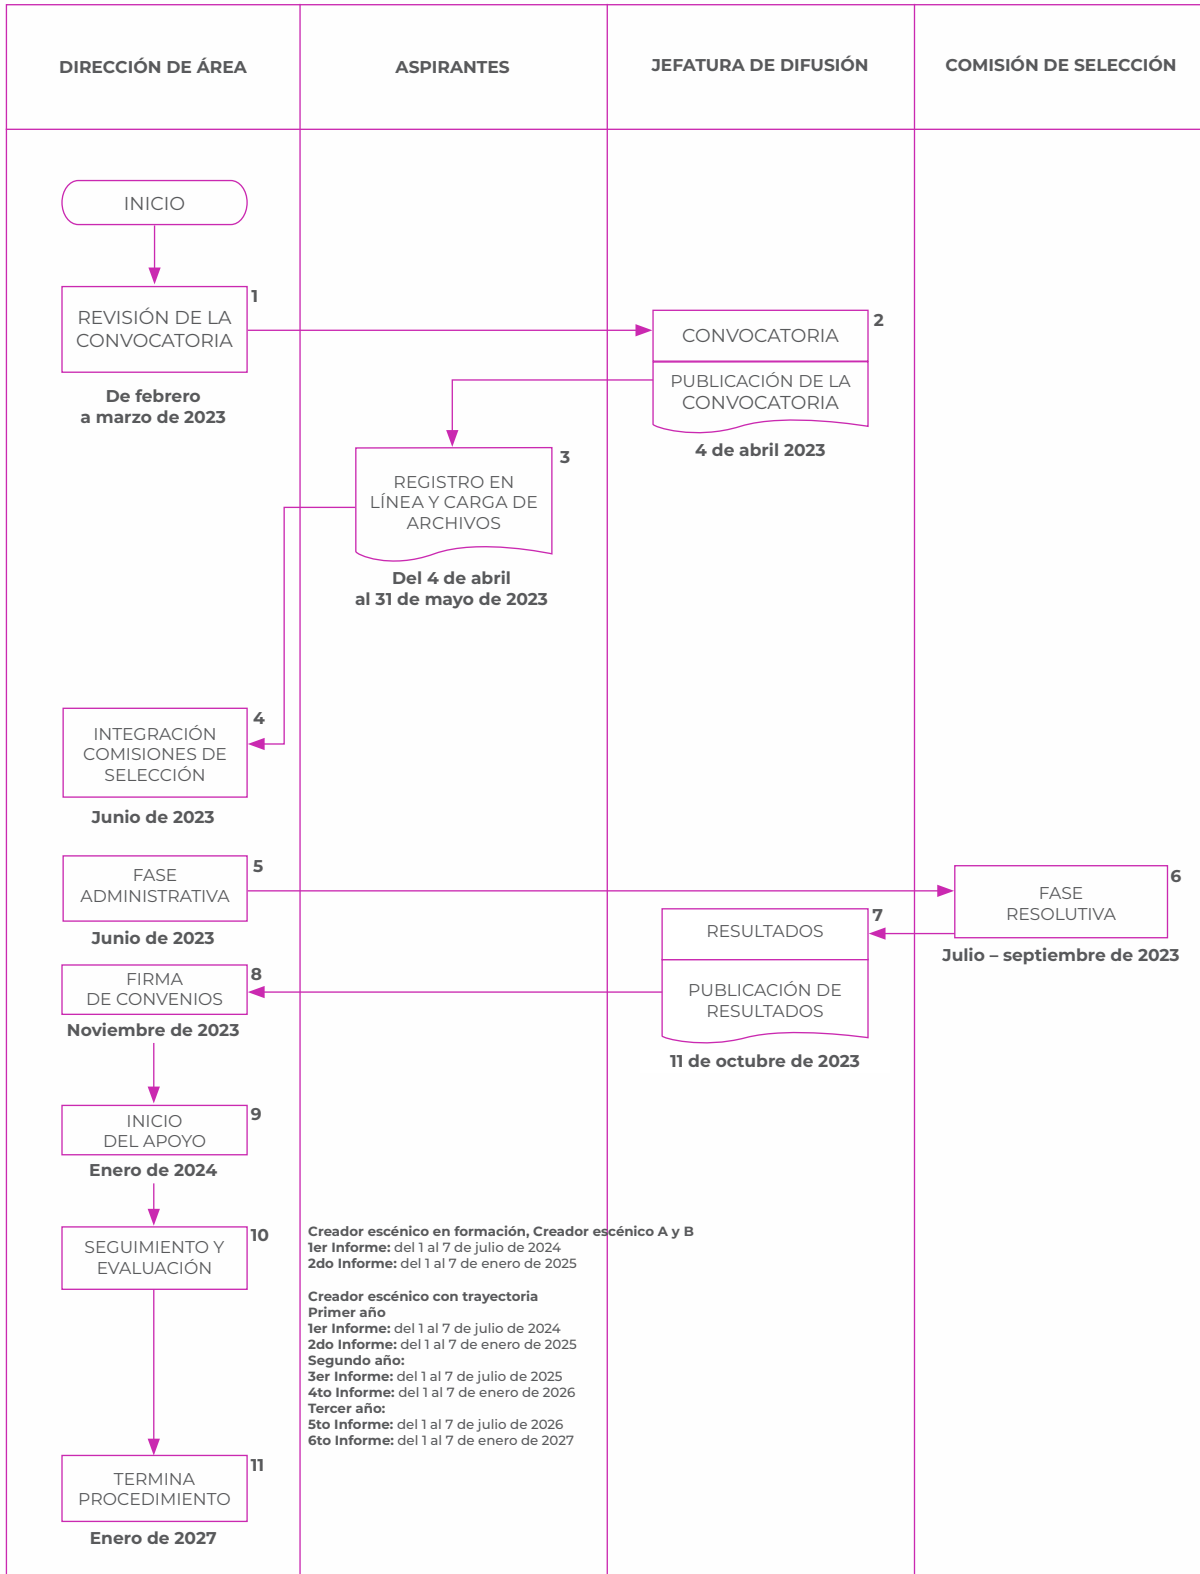 DIRECCIÓN DE ÁREA
ASPIRANTES
JEFATURA DE DIFUSIÓN
COMISIÓN DE SELECCIÓN
INICIO
1
REVISIÓN DE LA
CONVOCATORIA
De febrero
a marzo de 2023
2
CONVOCATORIA
PUBLICACIÓN DE LA
CONVOCATORIA
4 de abril 2023
3
REGISTRO EN
LÍNEA Y CARGA DE
ARCHIVOS
Del 4 de abril
al 31 de mayo de 2023
4
INTEGRACIÓN
COMISIONES DE
SELECCIÓN
Junio de 2023
5
FASE
ADMINISTRATIVA
Junio de 2023
6
FASE
RESOLUTIVA
Julio – septiembre de 2023
7
RESULTADOS
PUBLICACIÓN DE
RESULTADOS
11 de octubre de 2023
8
FIRMA
DE CONVENIOS
Noviembre de 2023
9
INICIO
DEL APOYO
Enero de 2024
10
SEGUIMIENTO Y
EVALUACIÓN
Creador escénico en formación, Creador escénico A y B
1er Informe: del 1 al 7 de julio de 2024
2do Informe: del 1 al 7 de enero de 2025
Creador escénico con trayectoria
Primer año
1er Informe: del 1 al 7 de julio de 2024
2do Informe: del 1 al 7 de enero de 2025
Segundo año:
3er Informe: del 1 al 7 de julio de 2025
4to Informe: del 1 al 7 de enero de 2026
Tercer año:
5to Informe: del 1 al 7 de julio de 2026
6to Informe: del 1 al 7 de enero de 2027
11
TERMINA
PROCEDIMIENTO
Enero de 2027